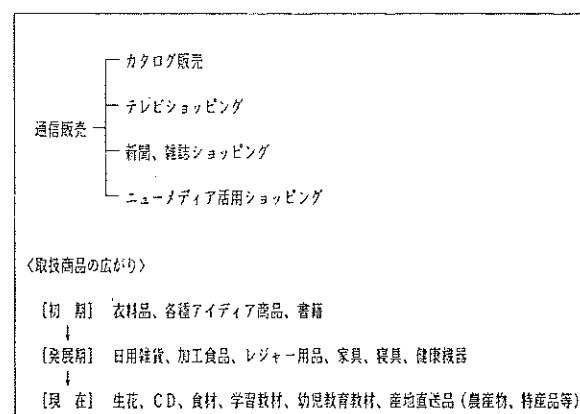 カタログ販売
テレビショッピング
通信販売
新聞、雑誌ショッピング
ニューメディア活用ショッピング
〈取扱商品の広がり〉
[初　期]　衣料品、各種アイディア商品、書籍
↓
[発展期]　日用雑貨、加工食品、レジャー用品、家具、寝具、健康機器
↓
[現　在]　生花、CD、食材、学習教材、幼児教育教材、産地直送品（農産物、特産品等）